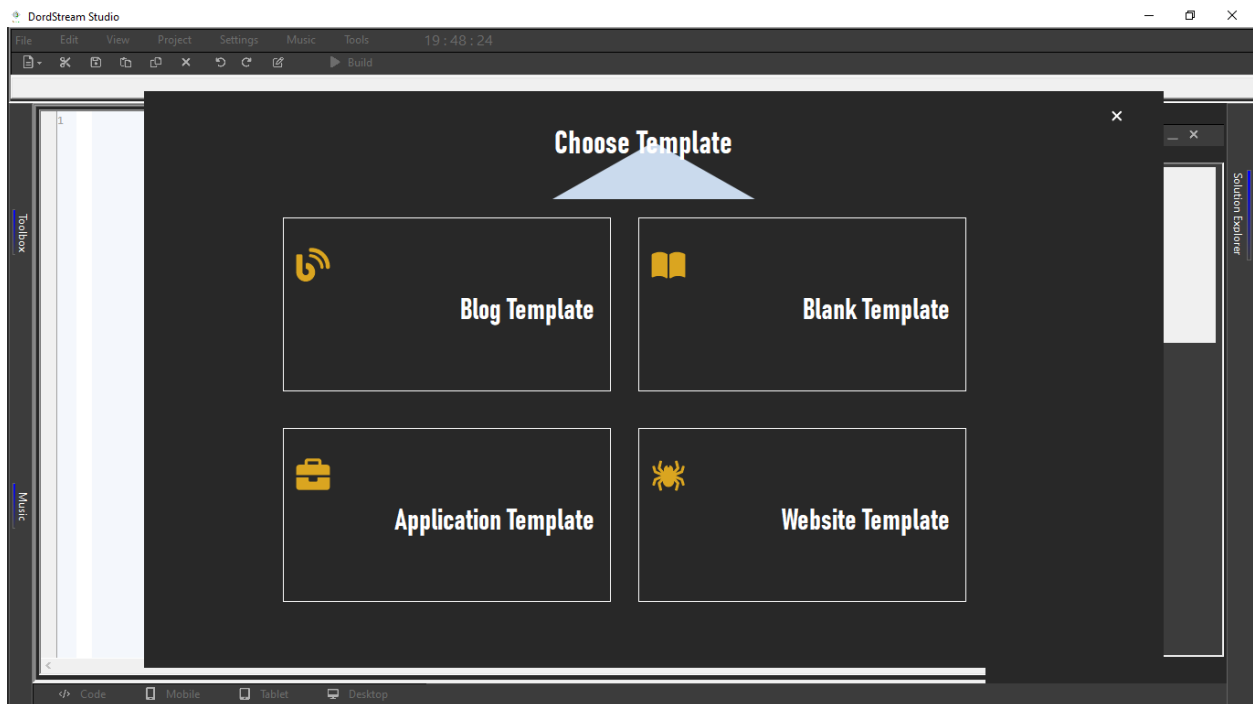 DordStream Studio
File Edit View Project Settings Music Tools 19:48:24
Build
1
Choose Template
Toolbox
Solution Explorer
Blog Template
Blank Template
Music
Application Template
Website Template
Code Mobile Tablet Desktop